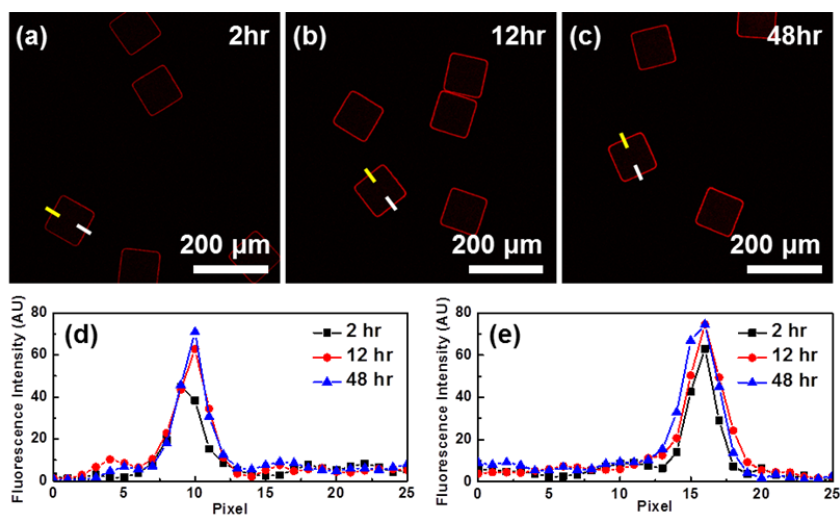 (a) 2hr
200 µm
(b) 12hr
200 µm
(c) 48hr
200 µm
(d)
Fluorescence Intensity (AU)
80
60
40
20
0
2 hr
12 hr
48 hr
0 5 10 15 20 25
Pixel
(e)
Fluorescence Intensity (AU)
80
60
40
20
0
2 hr
12 hr
48 hr
0 5 10 15 20 25
Pixel